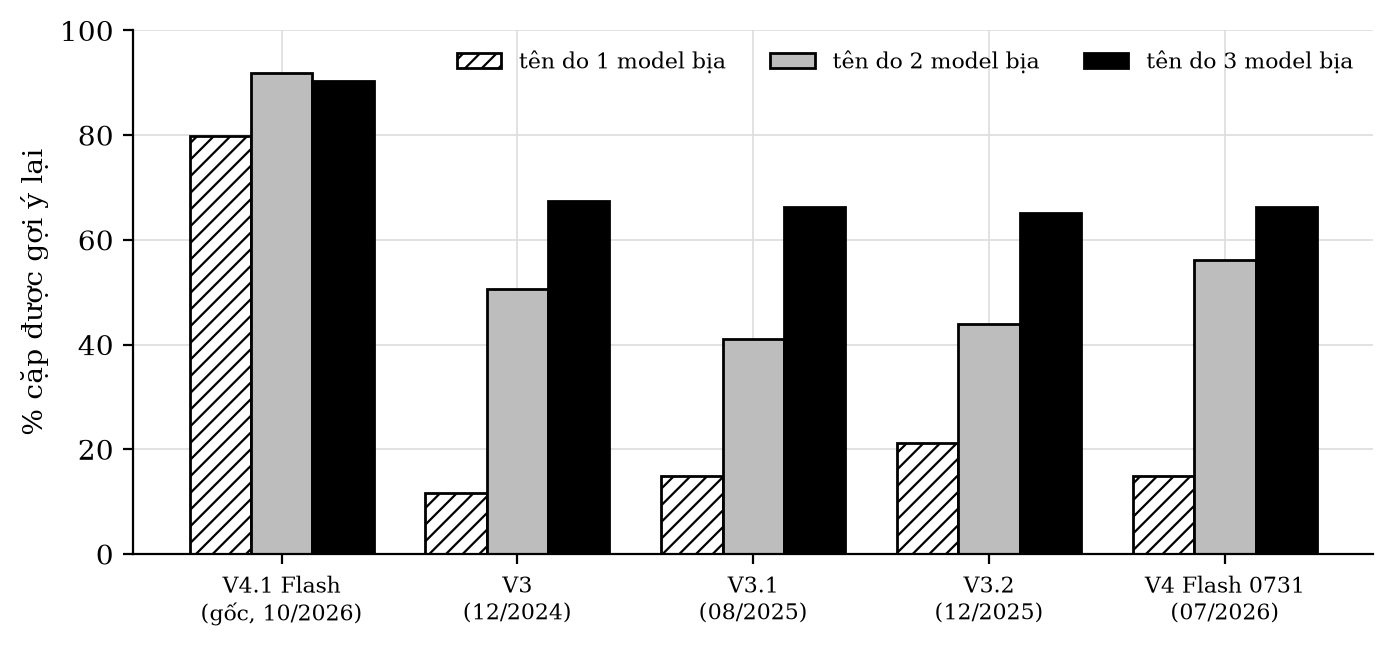 100
80
60
40
20
0
% cặp được gợi ý lại
tên do 1 model bịa
tên do 2 model bịa
tên do 3 model bịa
V4.1 Flash
(gốc, 10/2026)
V3
(12/2024)
V3.1
(08/2025)
V3.2
(12/2025)
V4 Flash 0731
(07/2026)